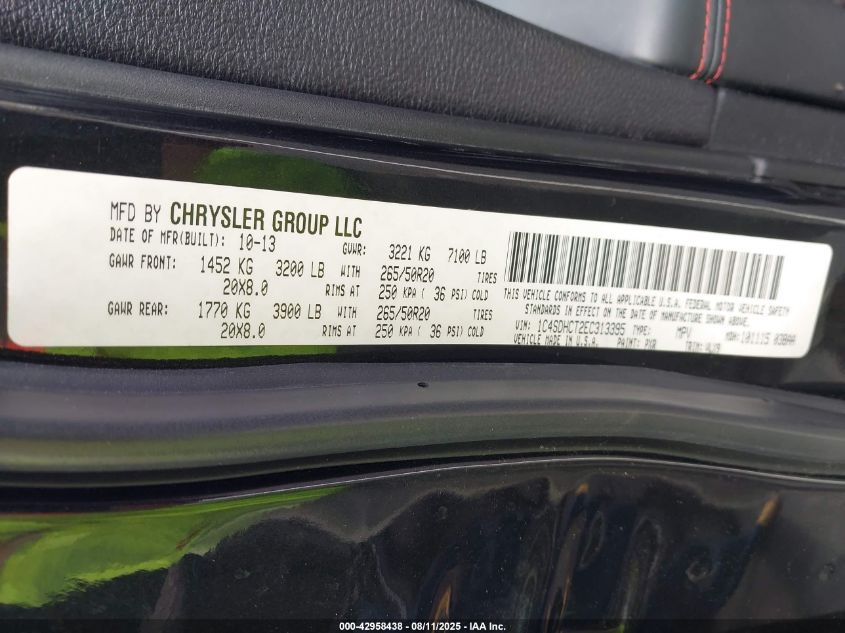 MFD BY CHRYSLER GROUP LLC
DATE OF MFR(BUILT): 10-13 GVWR: 3221 KG 7100 LB
GAWR FRONT: 1452 KG 3200 LB WITH 265/50R20 TIRES
20X8.0 RIMS AT 250 KPA ( 36 PSI) COLD
GAWR REAR: 1770 KG 3900 LB WITH 265/50R20 TIRES
20X8.0 RIMS AT 250 KPA ( 36 PSI) COLD
THIS VEHICLE CONFORMS TO ALL APPLICABLE U.S.A. FEDERAL MOTOR VEHICLE SAFETY
STANDARDS IN EFFECT ON THE DATE OF MANUFACTURE SHOWN ABOVE.
VIN: 1C4SDHCT2EC313395 TYPE: MPV MDH: 101115 03BAA
VEHICLE MADE IN U.S.A. PAINT: PXR TRIM:
000-42958438 - 08/11/2025 - IAA Inc.